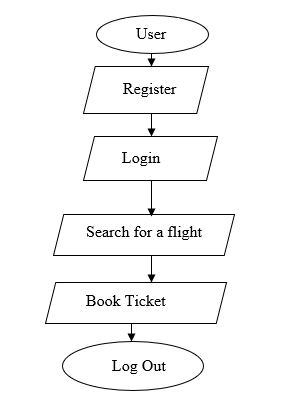 User
Register
Login
Search for a flight
Book Ticket
Log Out